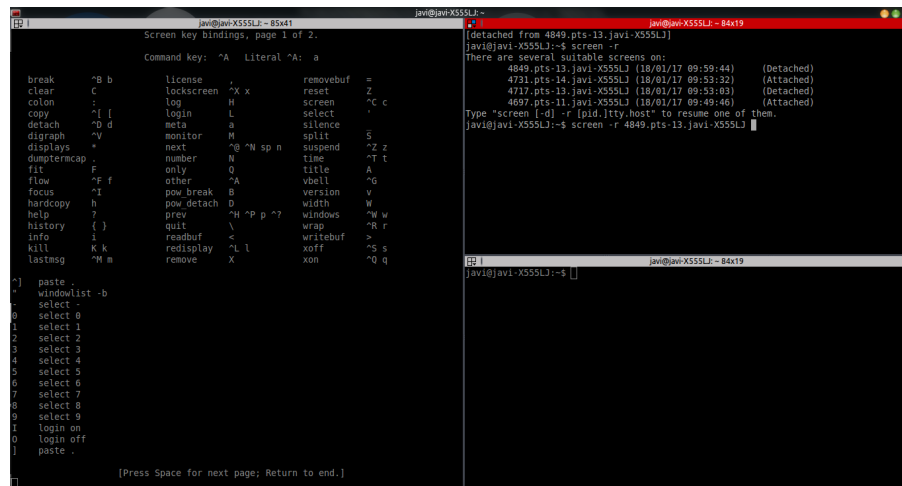 javi@javi-X555LJ: ~
javi@javi-X555LJ: ~ 85x41
Screen key bindings, page 1 of 2.
Command key:  ^A   Literal ^A:  a
break       ^B b        license     ,           removebuf   =
clear       C           lockscreen  ^X x        reset       Z
colon       :           log         H           screen      ^C c
copy        ^[ [        login       L           select      '
detach      ^D d        meta        a           silence     _
digraph     ^V          monitor     M           split       S
displays    *           next        ^@ ^N sp n  suspend     ^Z z
dumptermcap .           number      N           time        ^T t
fit         F           only        Q           title       A
flow        ^F f        other       ^A          vbell       ^G
focus       ^I          pow_break   B           version     v
hardcopy    h           pow_detach  D           width       W
help        ?           prev        ^H ^P p ^?  windows     ^W w
history     { }         quit        \           wrap        ^R r
info        i           readbuf     <           writebuf    >
kill        K k         redisplay   ^L l        xoff        ^S s
lastmsg     ^M m        remove      X           xon         ^Q q
^]   paste .
"    windowlist -b
-    select -
0    select 0
1    select 1
2    select 2
3    select 3
4    select 4
5    select 5
6    select 6
7    select 7
8    select 8
9    select 9
I    login on
O    login off
]    paste .
[Press Space for next page; Return to end.]
javi@javi-X555LJ: ~ 84x19
[detached from 4849.pts-13.javi-X555LJ]
javi@javi-X555LJ:~$ screen -r
There are several suitable screens on:
4849.pts-13.javi-X555LJ (18/01/17 09:59:44)     (Detached)
4731.pts-14.javi-X555LJ (18/01/17 09:53:32)     (Attached)
4717.pts-13.javi-X555LJ (18/01/17 09:53:03)     (Detached)
4697.pts-11.javi-X555LJ (18/01/17 09:49:46)     (Attached)
Type "screen [-d] -r [pid.]tty.host" to resume one of them.
javi@javi-X555LJ:~$ screen -r 4849.pts-13.javi-X555LJ
javi@javi-X555LJ: ~ 84x19
javi@javi-X555LJ:~$